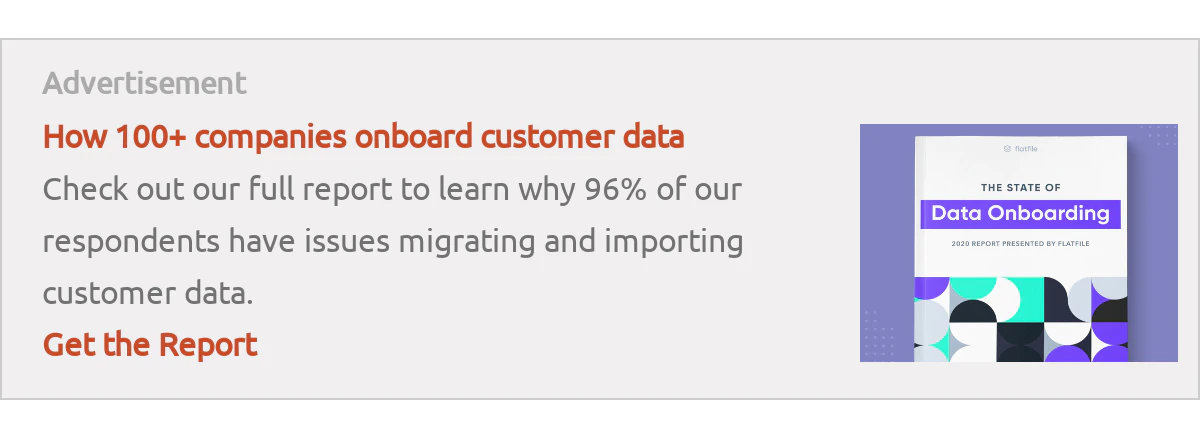 Advertisement
How 100+ companies onboard customer data
Check out our full report to learn why 96% of our
respondents have issues migrating and importing
customer data.
Get the Report
flatfile
THE STATE OF
Data Onboarding
2020 REPORT PRESENTED BY FLATFILE